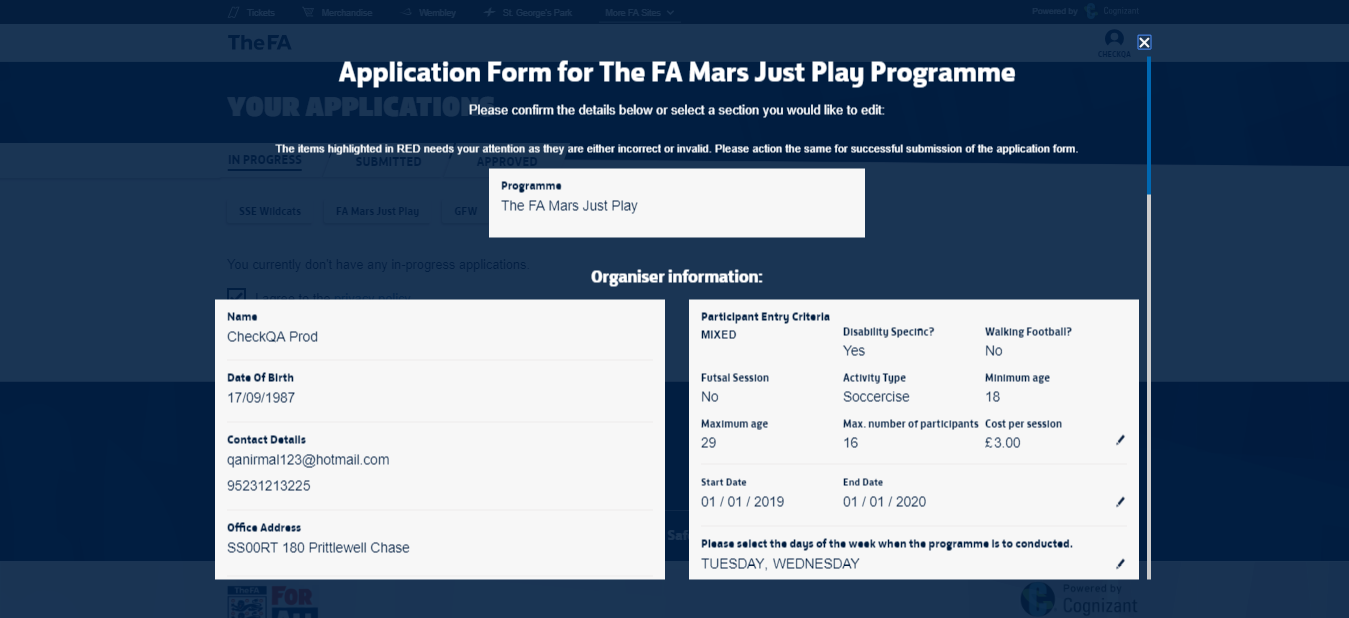 Tickets Merchandise Wembley St. George's Park More FA Sites Powered by Cognizant
TheFA
CHECKQA
Application Form for The FA Mars Just Play Programme
YOUR APPLICATIONS
Please confirm the details below or select a section you would like to edit:
The items highlighted in RED needs your attention as they are either incorrect or invalid. Please action the same for successful submission of the application form.
IN PROGRESS SUBMITTED APPROVED
Programme
The FA Mars Just Play
SSE Wildcats FA Mars Just Play GFW
You currently don't have any in-progress applications
Organiser information:
I agree to the privacy policy
Name
CheckQA Prod
Date Of Birth
17/09/1987
Contact Details
qanirmal123@hotmail.com
95231213225
Office Address
SS00RT 180 Prittlewell Chase
Participant Entry Criteria
MIXED
Disability Specific?
Yes
Walking Football?
No
Futsal Session
No
Activity Type
Soccercise
Minimum age
18
Maximum age
29
Max. number of participants
16
Cost per session
£3.00
Start Date
01 / 01 / 2019
End Date
01 / 01 / 2020
Please select the days of the week when the programme is to conducted.
TUESDAY, WEDNESDAY
TheFA
FOR
ALL
Powered by
Cognizant